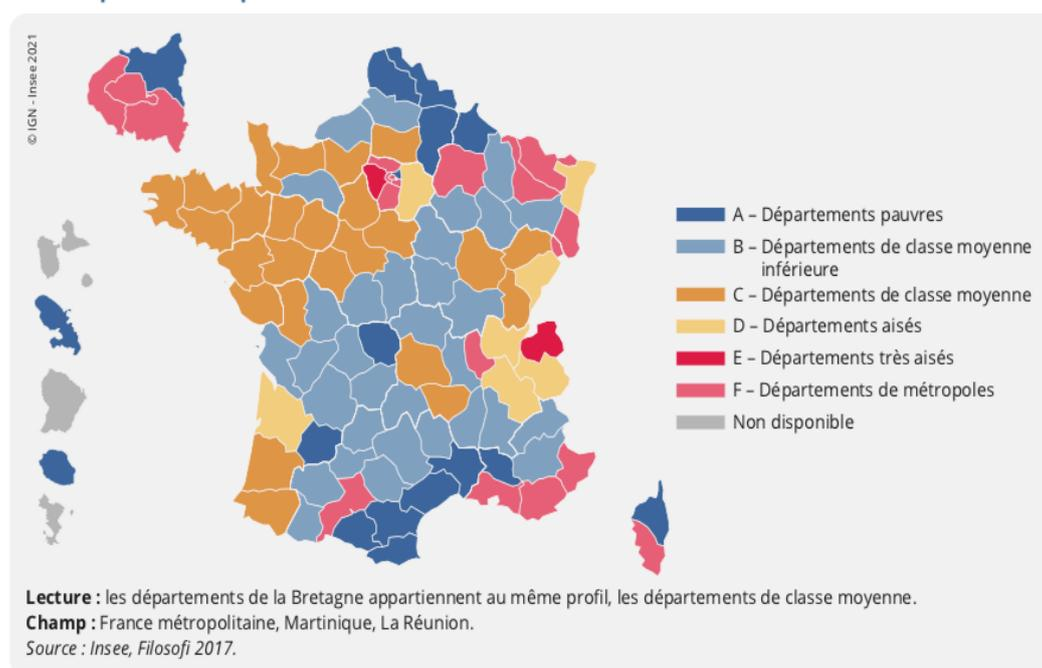 © IGN - Insee 2021
A – Départements pauvres
B – Départements de classe moyenne
inférieure
C – Départements de classe moyenne
D – Départements aisés
E – Départements très aisés
F – Départements de métropoles
Non disponible
Lecture : les départements de la Bretagne appartiennent au même profil, les départements de classe moyenne.
Champ : France métropolitaine, Martinique, La Réunion.
Source : Insee, Filosofi 2017.